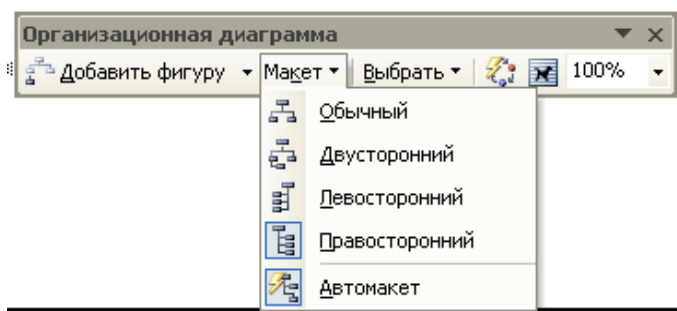 Организационная диаграмма
Добавить фигуру Макет Выбрать 100%
Обычный
Двусторонний
Левосторонний
Правосторонний
Автомакет